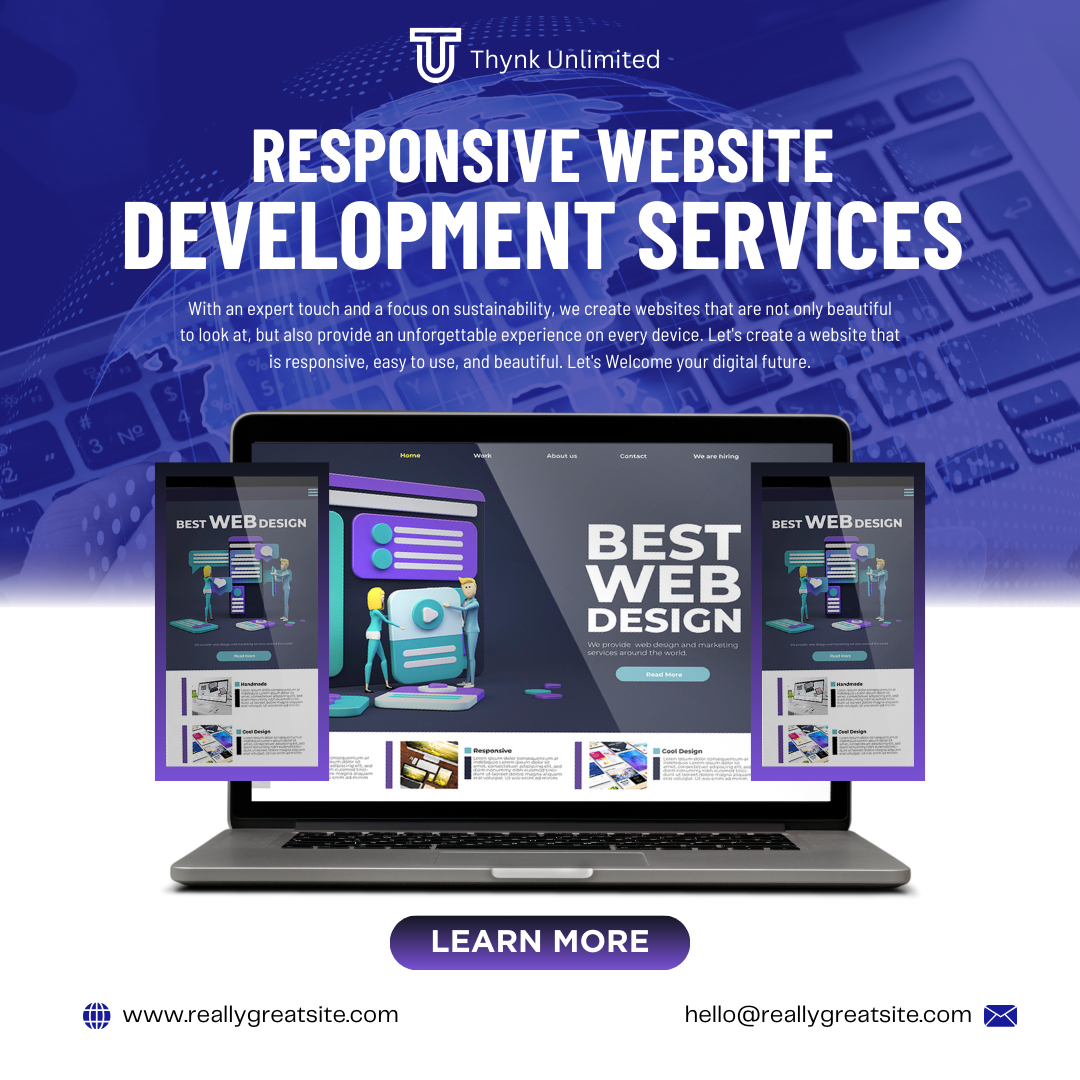 Thynk Unlimited
RESPONSIVE WEBSITE
DEVELOPMENT SERVICES
With an expert touch and a focus on sustainability, we create websites that are not only beautiful
to look at, but also provide an unforgettable experience on every device. Let's create a website that
is responsive, easy to use, and beautiful. Let's Welcome your digital future.
Home Work About us Contact We are hiring
BEST WEB DESIGN
Read more
Handmade
Cool Design
BEST
WEB
DESIGN
We provide web design and marketing
services around the world.
Read More
Responsive
Cool Design
BEST WEB DESIGN
Read more
Handmade
Cool Design
LEARN MORE
www.reallygreatsite.com
hello@reallygreatsite.com